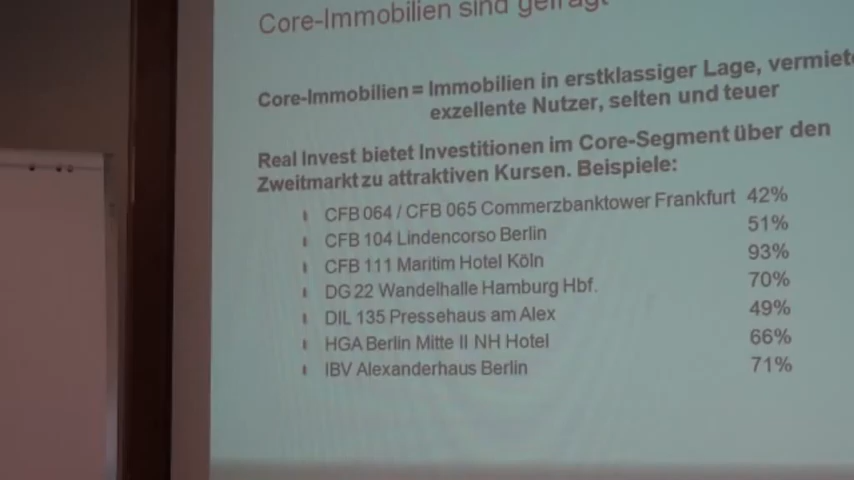 Core-Immobilien sind gefragt
Core-Immobilien = Immobilien in erstklassiger Lage,
exzellente Nutzer, selten und teuer
Real Invest bietet Investitionen im Core-Segment über den
Zweitmarkt zu attraktiven Kursen. Beispiele:
CFB 064 / CFB 065 Commerzbanktower Frankfurt 42%
CFB 104 Lindencorso Berlin 51%
CFB 111 Maritim Hotel Köln 93%
DG 22 Wandelhalle Hamburg Hbf. 70%
DIL 135 Pressehaus am Alex 49%
HGA Berlin Mitte II NH Hotel 66%
IBV Alexanderhaus Berlin 71%